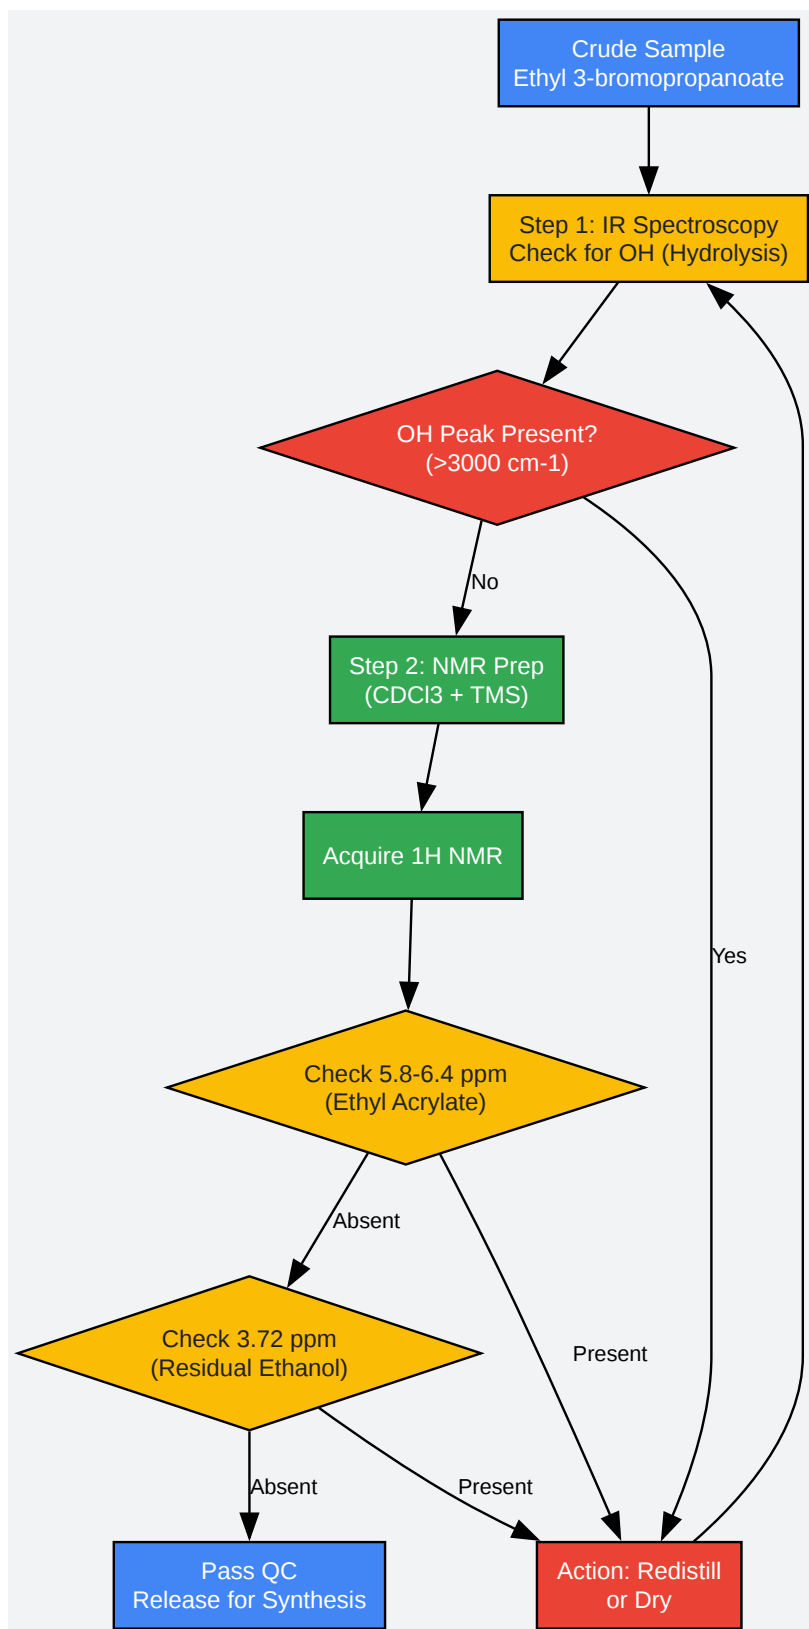 Crude Sample
Ethyl 3-bromopropanoate
Step 1: IR Spectroscopy
Check for OH (Hydrolysis)
OH Peak Present?
(>3000 cm-1)
No
Step 2: NMR Prep
(CDCl3 + TMS)
Acquire 1H NMR
Yes
Check 5.8-6.4 ppm
(Ethyl Acrylate)
Absent
Check 3.72 ppm
(Residual Ethanol)
Present
Absent
Present
Pass QC
Release for Synthesis
Action: Redistill
or Dry